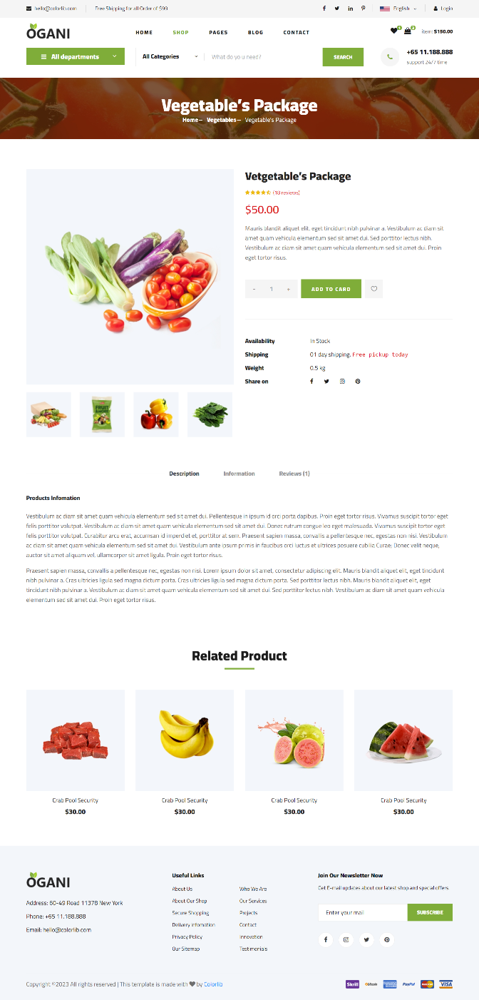 hello@colorlib.com
Free Shipping for all Order of $99
English
Login
OGANI
HOME
SHOP
PAGES
BLOG
CONTACT
1
3
item: $150.00
All departments
All Categories
What do yo u need?
SEARCH
+65 11.188.888
support 24/7 time
Vegetable's Package
Home
Vegetables
Vegetable's Package
Vetgetable's Package
(18 reviews)
$50.00
Mauris blandit aliquet elit, eget tincidunt nibh pulvinar a. Vestibulum ac diam sit
amet quam vehicula elementum sed sit amet dui. Sed porttitor lectus nibh.
Vestibulum ac diam sit amet quam vehicula elementum sed sit amet dui. Proin
eget tortor risus.
- 1 +
ADD TO CARD
Availability
In Stock
Shipping
01 day shipping. Free pickup today
Weight
0.5 kg
Share on
FRUIT
Description
Information
Reviews (1)
Products Infomation
Vestibulum ac diam sit amet quam vehicula elementum sed sit amet dui. Pellentesque in ipsum id orci porta dapibus. Proin eget tortor risus. Vivamus suscipit tortor eget
felis porttitor volutpat. Vestibulum ac diam sit amet quam vehicula elementum sed sit amet dui. Donec rutrum congue leo eget malesuada. Vivamus suscipit tortor eget
felis porttitor volutpat. Curabitur arcu erat, accumsan id imperdiet et, porttitor at sem. Praesent sapien massa, convallis a pellentesque nec, egestas non nisi. Vestibulum
ac diam sit amet quam vehicula elementum sed sit amet dui. Vestibulum ante ipsum primis in faucibus orci luctus et ultrices posuere cubilia Curae; Donec velit neque,
auctor sit amet aliquam vel, ullamcorper sit amet ligula. Proin eget tortor risus.
Praesent sapien massa, convallis a pellentesque nec, egestas non nisi. Lorem ipsum dolor sit amet, consectetur adipiscing elit. Mauris blandit aliquet elit, eget tincidunt
nibh pulvinar a. Cras ultricies ligula sed magna dictum porta. Cras ultricies ligula sed magna dictum porta. Sed porttitor lectus nibh. Mauris blandit aliquet elit, eget
tincidunt nibh pulvinar a. Vestibulum ac diam sit amet quam vehicula elementum sed sit amet dui. Sed porttitor lectus nibh. Vestibulum ac diam sit amet quam vehicula
elementum sed sit amet dui. Proin eget tortor risus.
Related Product
Crab Pool Security
$30.00
Crab Pool Security
$30.00
Crab Pool Security
$30.00
Crab Pool Security
$30.00
OGANI
Address: 60-49 Road 11378 New York
Phone: +65 11.188.888
Email: hello@colorlib.com
Useful Links
About Us
About Our Shop
Secure Shopping
Delivery infomation
Privacy Policy
Our Sitemap
Who We Are
Our Services
Projects
Contact
Innovation
Testimonials
Join Our Newsletter Now
Get E-mail updates about our latest shop and special offers.
Enter your mail
SUBSCRIBE
Copyright ©2023 All rights reserved | This template is made with by Colorlib
Skrill
bitcoin
PayPal
VISA